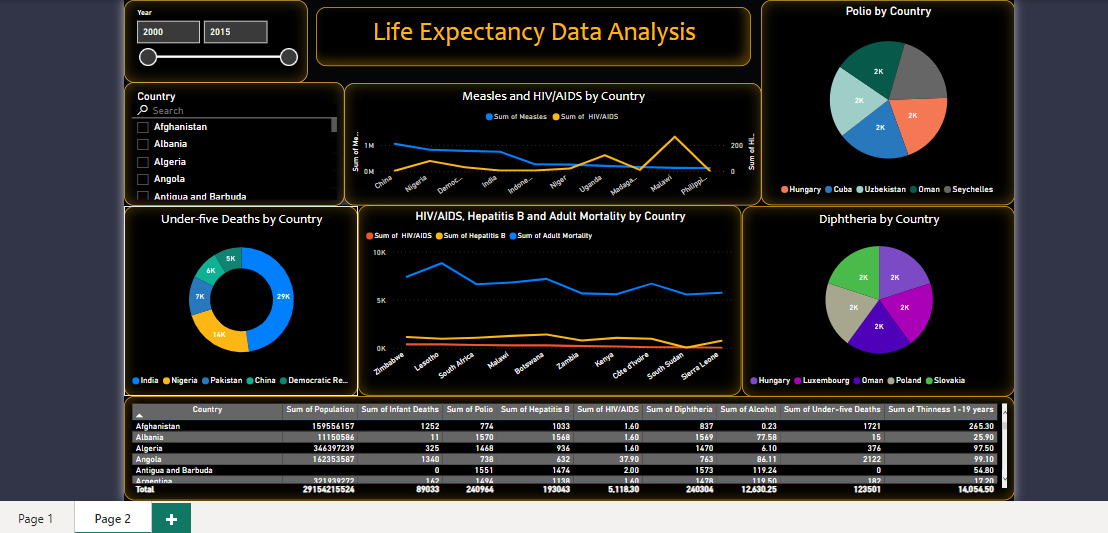 Year
2000
2015
Life Expectancy Data Analysis
Polio by Country
2K
2K
2K
2K
2K
Hungary Cuba Uzbekistan Oman Seychelles
Country
Search
Afghanistan
Albania
Algeria
Angola
Antigua and Barbuda
Measles and HIV/AIDS by Country
Sum of Measles Sum of HIV/AIDS
Sum of Me...
1M
0M
200
0
Sum of HI...
China
Nigeria
Democ...
India
Indone...
Niger
Uganda
Madaga...
Malawi
Philippi...
Under-five Deaths by Country
5K
6K
7K
14K
29K
India Nigeria Pakistan China Democratic Re...
HIV/AIDS, Hepatitis B and Adult Mortality by Country
Sum of HIV/AIDS Sum of Hepatitis B Sum of Adult Mortality
10K
5K
0K
Zimbabwe
Lesotho
South Africa
Malawi
Botswana
Zambia
Kenya
Côte d'Ivoire
South Sudan
Sierra Leone
Diphtheria by Country
2K
2K
2K
2K
2K
Hungary Luxembourg Oman Poland Slovakia
Country Sum of Population Sum of Infant Deaths Sum of Polio Sum of Hepatitis B Sum of HIV/AIDS Sum of Diphtheria Sum of Alcohol Sum of Under-five Deaths Sum of Thinness 1-19 years
Afghanistan 159556157 1252 774 1033 1.60 837 0.23 1721 265.30
Albania 11150586 11 1570 1568 1.60 1569 77.58 15 25.90
Algeria 346397239 325 1468 936 1.60 1470 6.10 376 97.50
Angola 162353587 1340 738 632 37.90 763 86.11 2122 99.10
Antigua and Barbuda 0 1551 1474 2.00 1573 119.24 0 54.80
Argentina 321939272 162 1494 1138 1.60 1478 119.50 182 17.20
Total 29154215524 89033 240964 193043 5,118.30 240304 12,630.25 123501 14,054.50
Page 1
Page 2
+